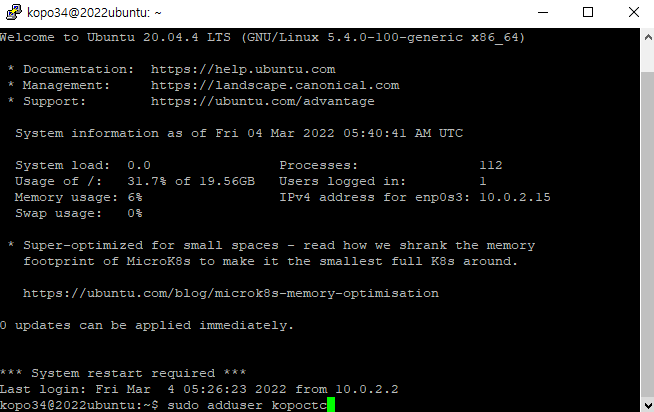 kopo34@2022ubuntu: ~
Welcome to Ubuntu 20.04.4 LTS (GNU/Linux 5.4.0-100-generic x86_64)
* Documentation:  https://help.ubuntu.com
* Management:     https://landscape.canonical.com
* Support:        https://ubuntu.com/advantage
System information as of Fri 04 Mar 2022 05:40:41 AM UTC
System load:  0.0                Processes:               112
Usage of /:   31.7% of 19.56GB   Users logged in:         1
Memory usage: 6%                 IPv4 address for enp0s3: 10.0.2.15
Swap usage:   0%
* Super-optimized for small spaces - read how we shrank the memory
footprint of MicroK8s to make it the smallest full K8s around.
https://ubuntu.com/blog/microk8s-memory-optimisation
0 updates can be applied immediately.
*** System restart required ***
Last login: Fri Mar  4 05:26:23 2022 from 10.0.2.2
kopo34@2022ubuntu:~$ sudo adduser kopoctc